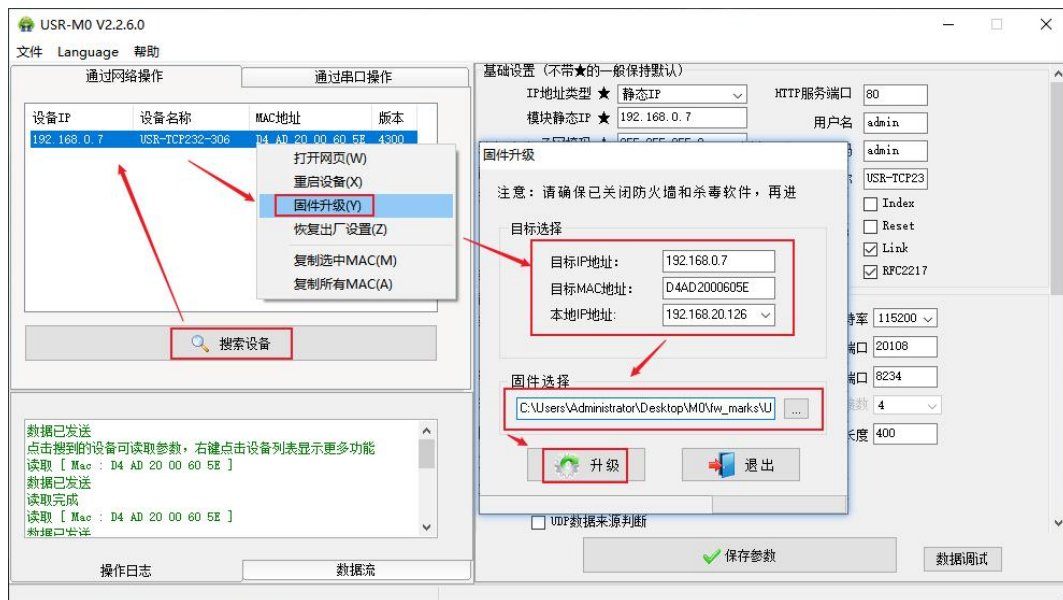 USR-M0 V2.2.6.0
文件 Language 帮助
通过网络操作 通过串口操作
设备IP 设备名称 MAC地址 版本
192.168.0.7 USR-TCP232-306 D4 AD 20 00 60 5E 4300
打开网页(W)
重启设备(X)
固件升级(Y)
恢复出厂设置(Z)
复制选中MAC(M)
复制所有MAC(A)
搜索设备
数据已发送
点击搜到的设备可读取参数，右键点击设备列表显示更多功能
读取 [ Mac : D4 AD 20 00 60 5E ]
数据已发送
读取完成
读取 [ Mac : D4 AD 20 00 60 5E ]
数据已发送
操作日志 数据流
基础设置 (不带★的一般保持默认)
IP地址类型 ★ 静态IP HTTP服务端口 80
模块静态IP ★ 192.168.0.7 用户名 admin
admin
USR-TCP23
Index
Reset
Link
RFC2217
115200
20108
8234
4
长度 400
固件升级
注意：请确保已关闭防火墙和杀毒软件，再进
目标选择
目标IP地址： 192.168.0.7
目标MAC地址： D4AD2000605E
本地IP地址: 192.168.20.126
固件选择
C:\Users\Administrator\Desktop\M0\fw_marks\U ...
升级 退出
UDP数据来源判断
保存参数 数据调试